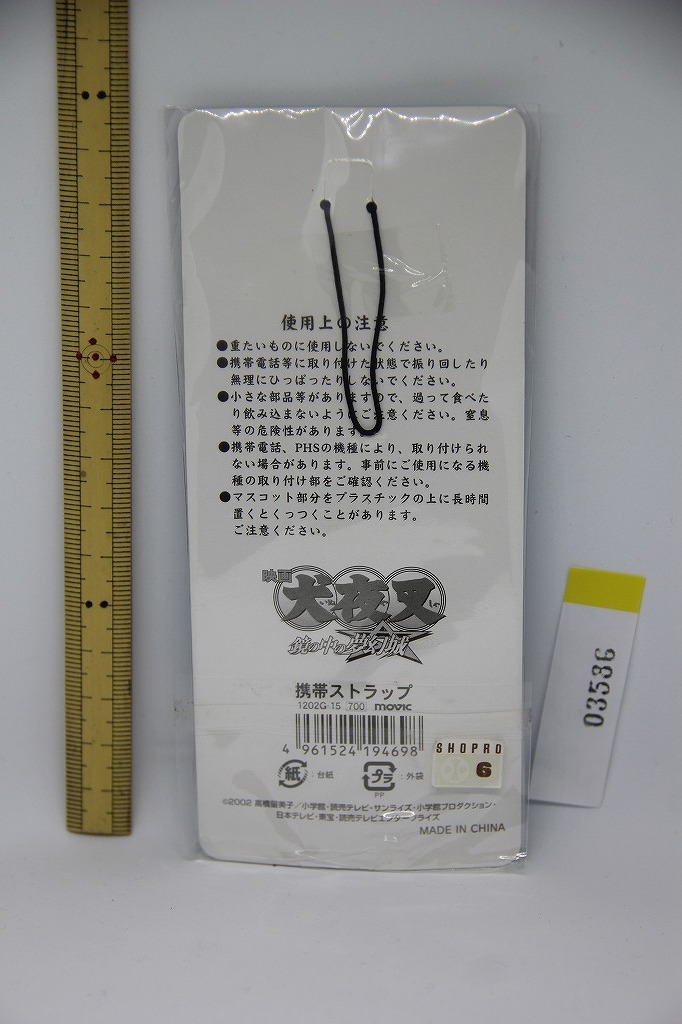 使用上の注意
●重たいものに使用しないでください。
●携帯電話等に取り付けた状態で振り回したり
無理にひっぱったりしないでください。
●小さな部品等がありますので、過って食べた
り飲み込まないようにご注意ください。窒息
等の危険性があります。
●携帯電話、PHSの機種により、取り付けられ
ない場合があります。事前にご使用になる機
種の取り付け部をご確認ください。
●マスコット部分をプラスチックの上に長時間
置くとくっつくことがあります。
ご注意ください。
映画
犬夜叉
いぬ や しゃ
鏡の中の夢幻城
携帯ストラップ
1202G-15 700 movic
4 961524 194698
SHOPRO
6
紙 :台紙
プラ :外袋
PP
©2002 高橋留美子/小学館・読売テレビ・サンライズ・小学館プロダクション・
日本テレビ・東宝・読売テレビエンタープライズ
MADE IN CHINA
03536